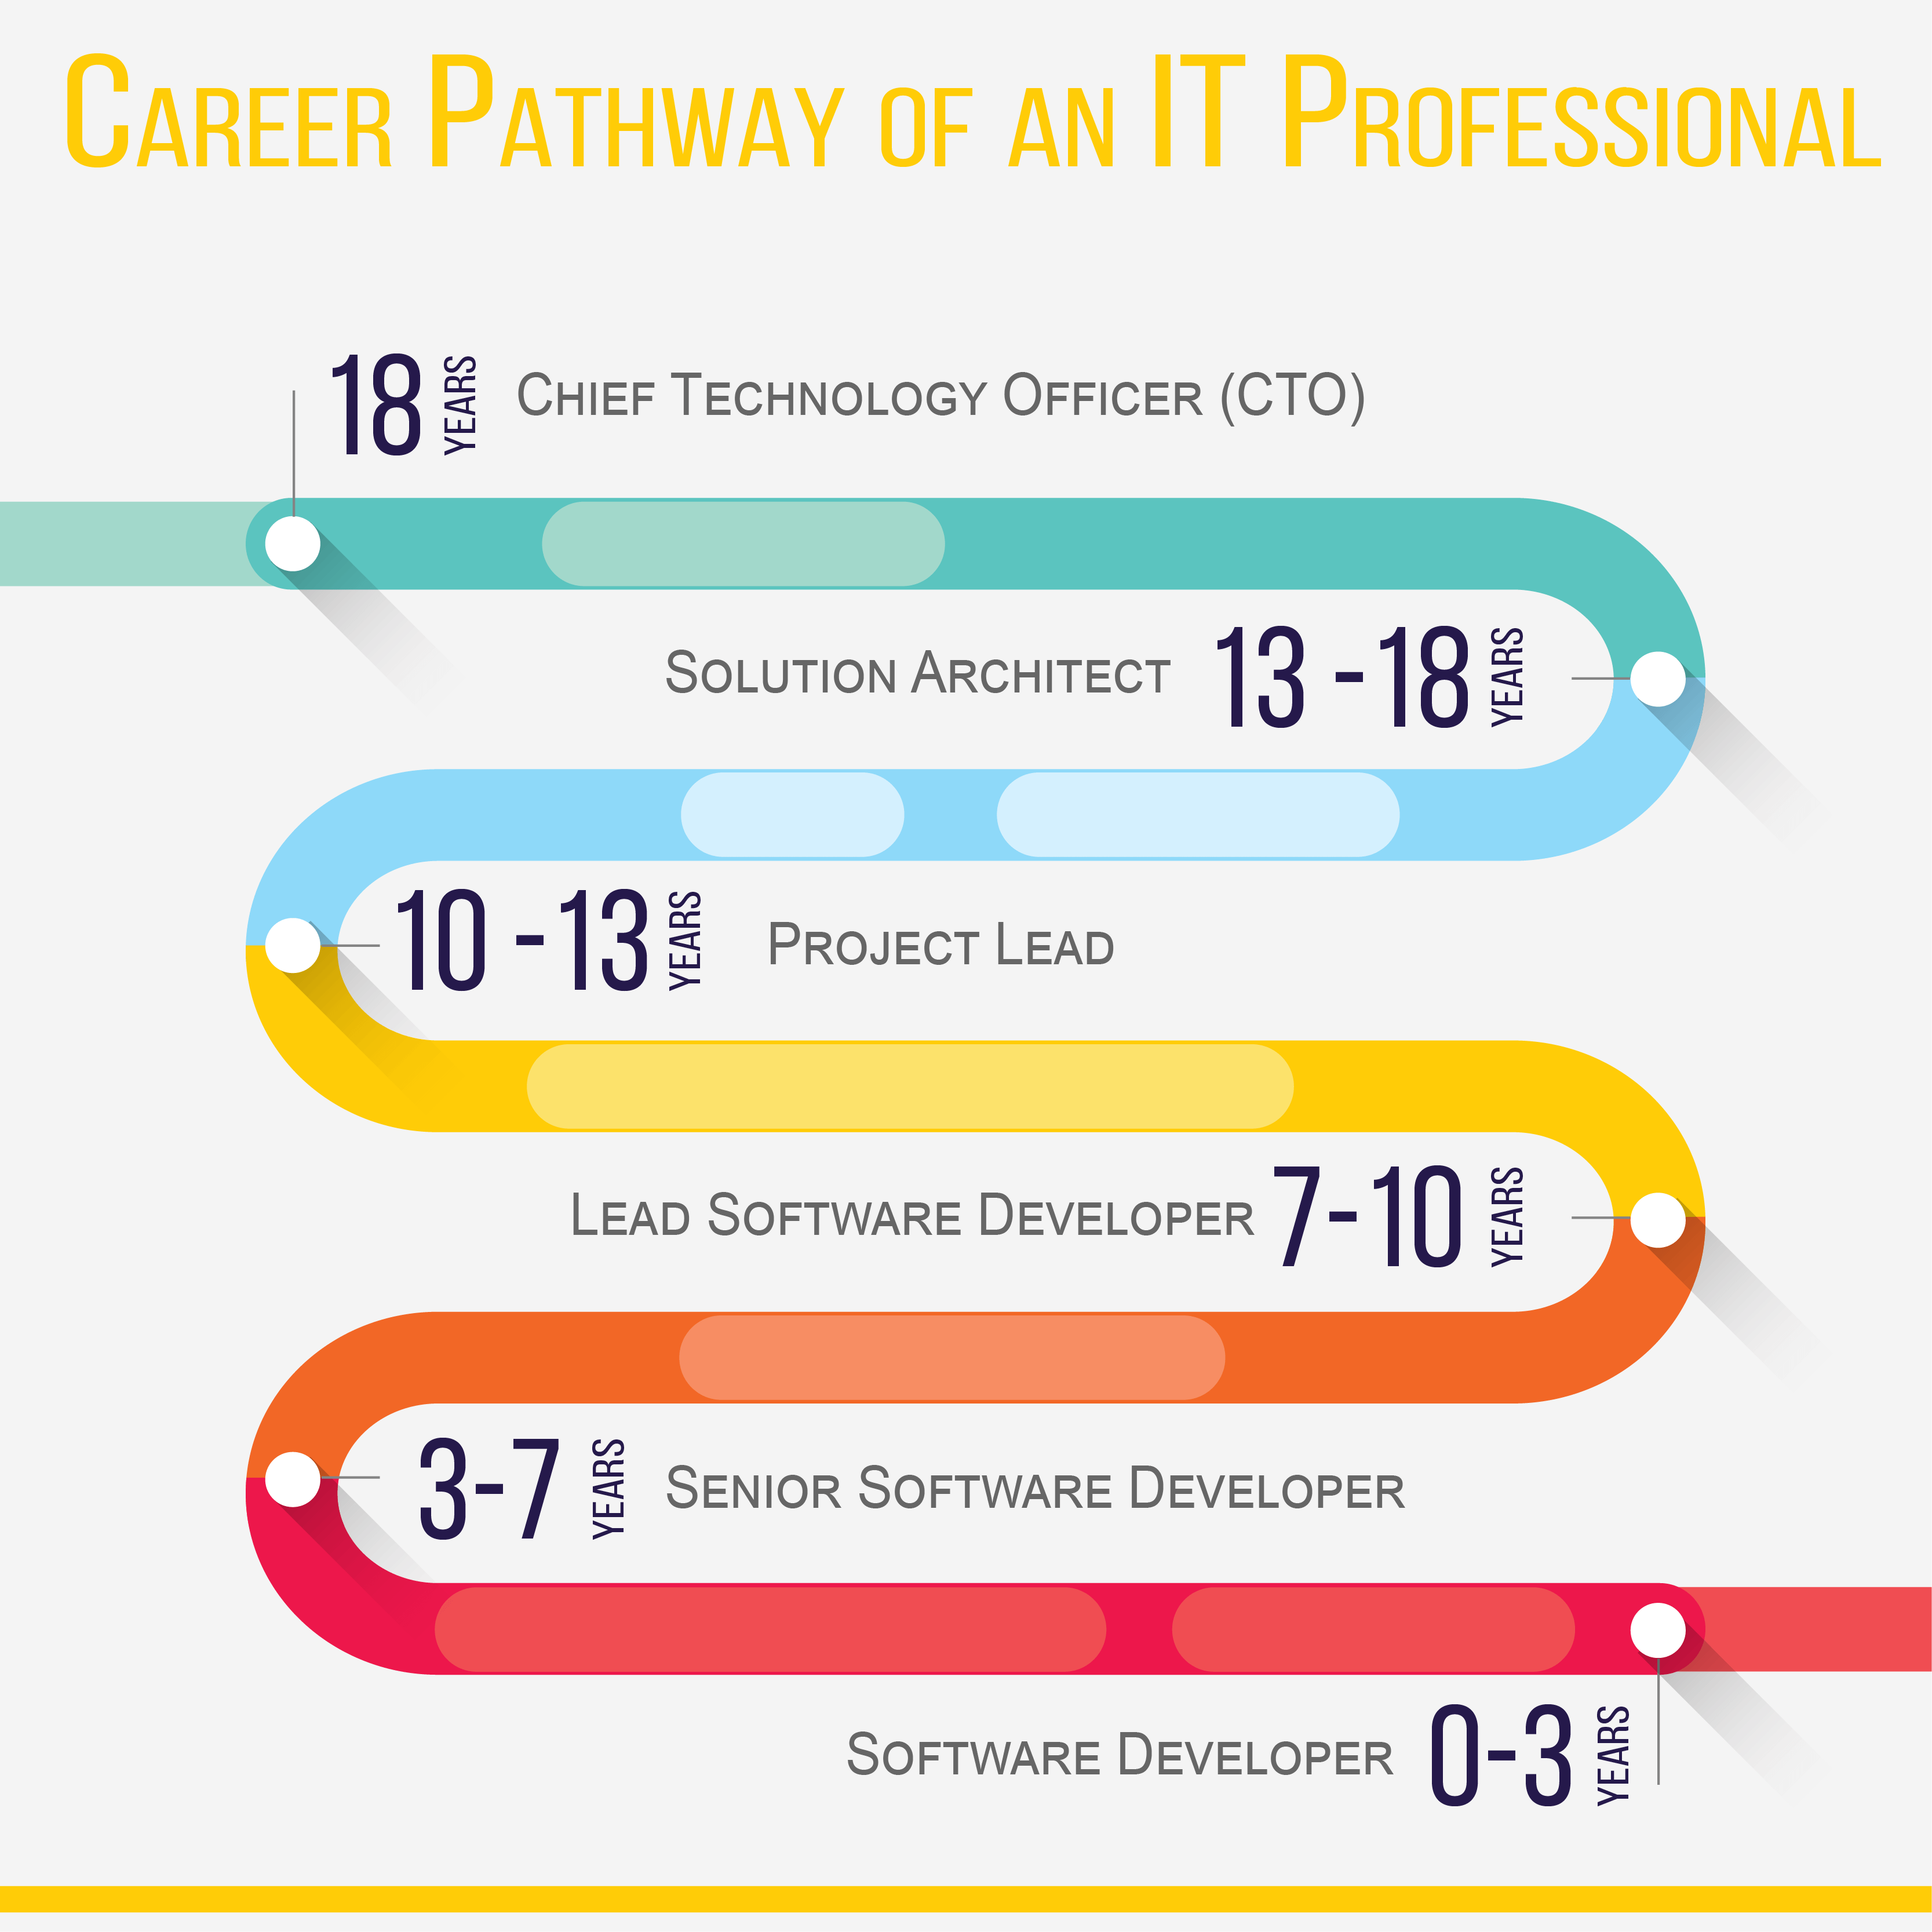 Career Pathway of an IT Professional
18 YEARS Chief Technology Officer (CTO)
Solution Architect 13 - 18 YEARS
10 - 13 YEARS Project Lead
Lead Software Developer 7 - 10 YEARS
3 - 7 YEARS Senior Software Developer
Software Developer 0 - 3 YEARS